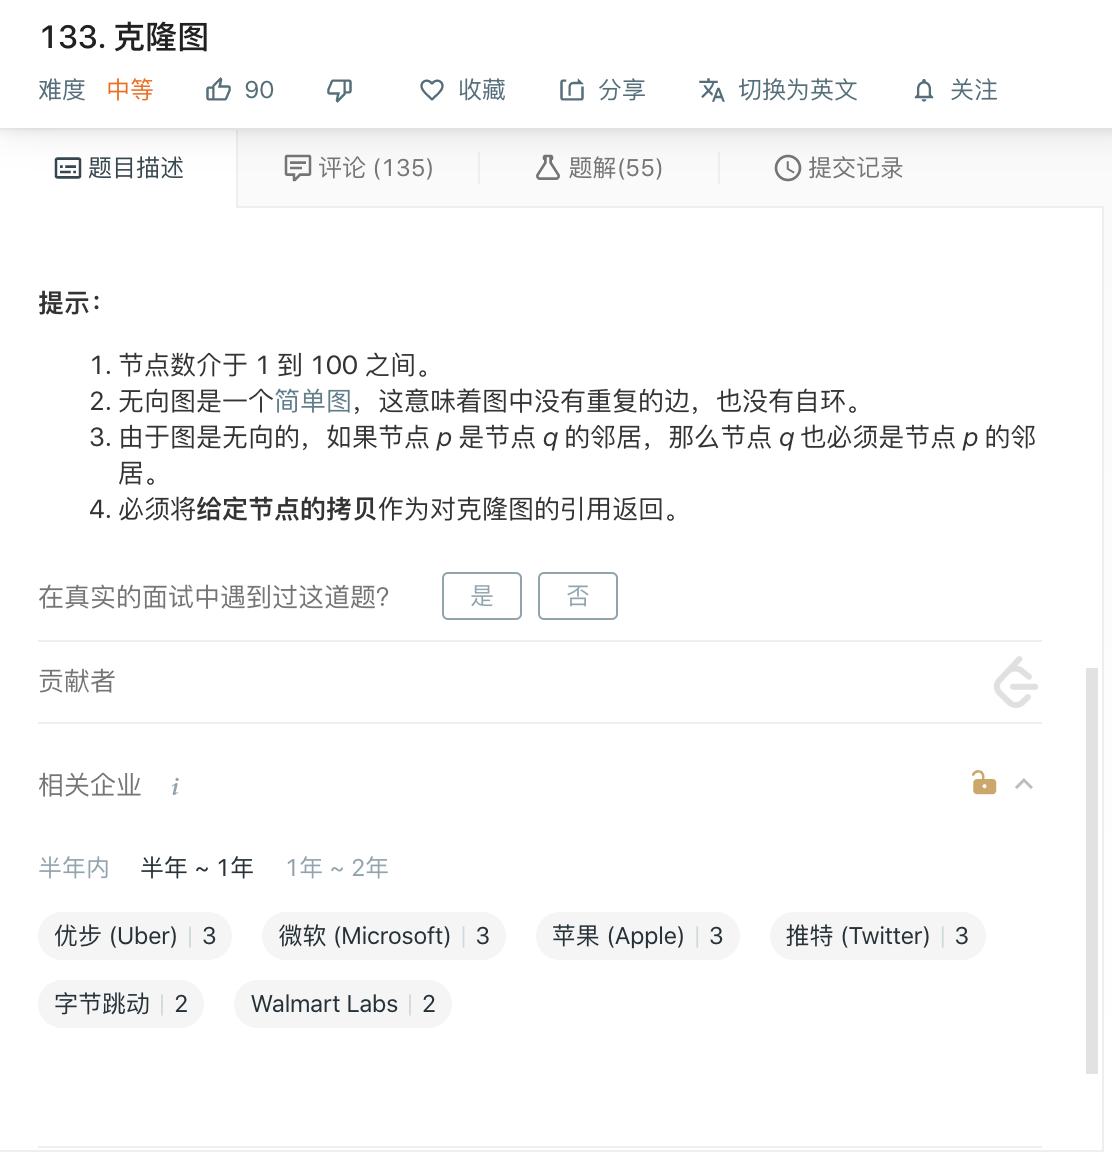 133. 克隆图
难度 中等 90 收藏 分享 切换为英文 关注
题目描述 评论 (135) 题解(55) 提交记录
提示：
1. 节点数介于 1 到 100 之间。
2. 无向图是一个简单图，这意味着图中没有重复的边，也没有自环。
3. 由于图是无向的，如果节点 p 是节点 q 的邻居，那么节点 q 也必须是节点 p 的邻
居。
4. 必须将给定节点的拷贝作为对克隆图的引用返回。
在真实的面试中遇到过这道题? 是 否
贡献者
相关企业 i
半年内 半年 ~ 1年 1年 ~ 2年
优步 (Uber) | 3 微软 (Microsoft) | 3 苹果 (Apple) | 3 推特 (Twitter) | 3
字节跳动 | 2 Walmart Labs | 2